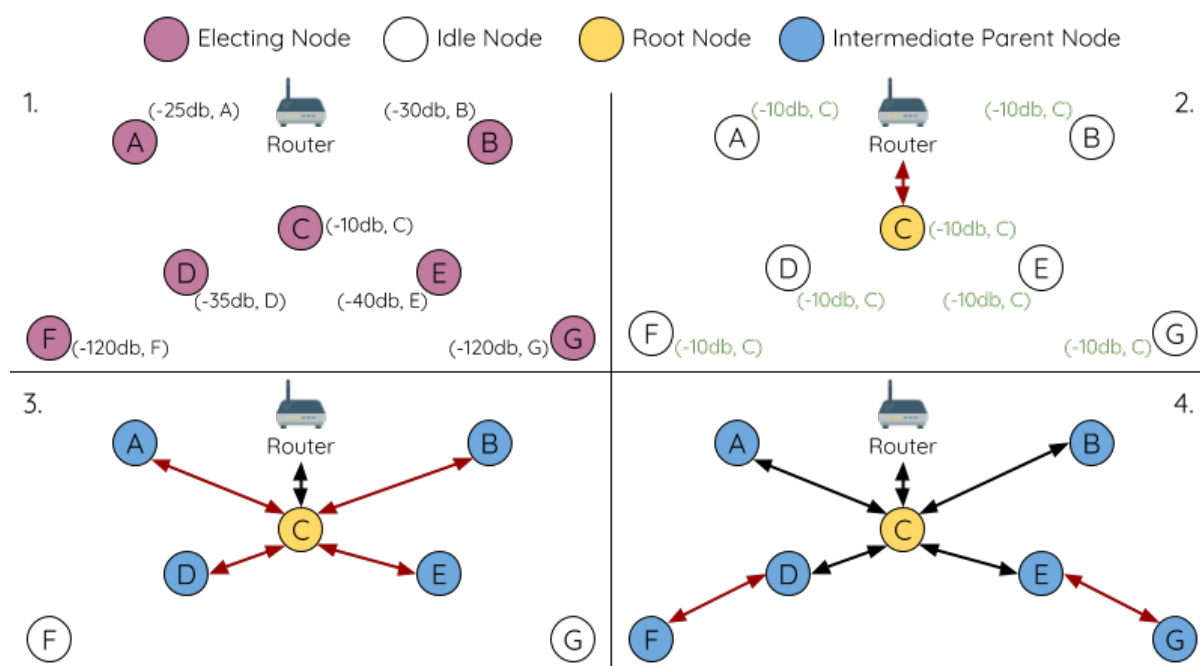 Electing Node Idle Node Root Node Intermediate Parent Node
1.
(-25db, A) (-30db, B)
A B
Router
C (-10db, C)
D E
(-35db, D) (-40db, E)
F (-120db, F) (-120db, G) G
2.
(-10db, C) (-10db, C)
A B
Router
C (-10db, C)
D E
(-10db, C) (-10db, C)
F (-10db, C) (-10db, C) G
3.
A B
Router
C
D E
F G
4.
A B
Router
C
D E
F G